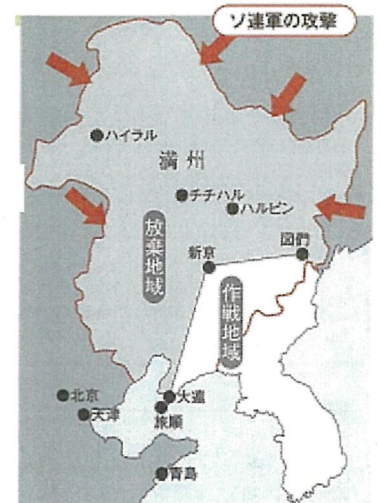 ソ連軍の攻撃
ハイラル
満州
チチハル
ハルピン
放棄地域
新京
図們
作戦地域
北京
天津
大連
旅順
青島